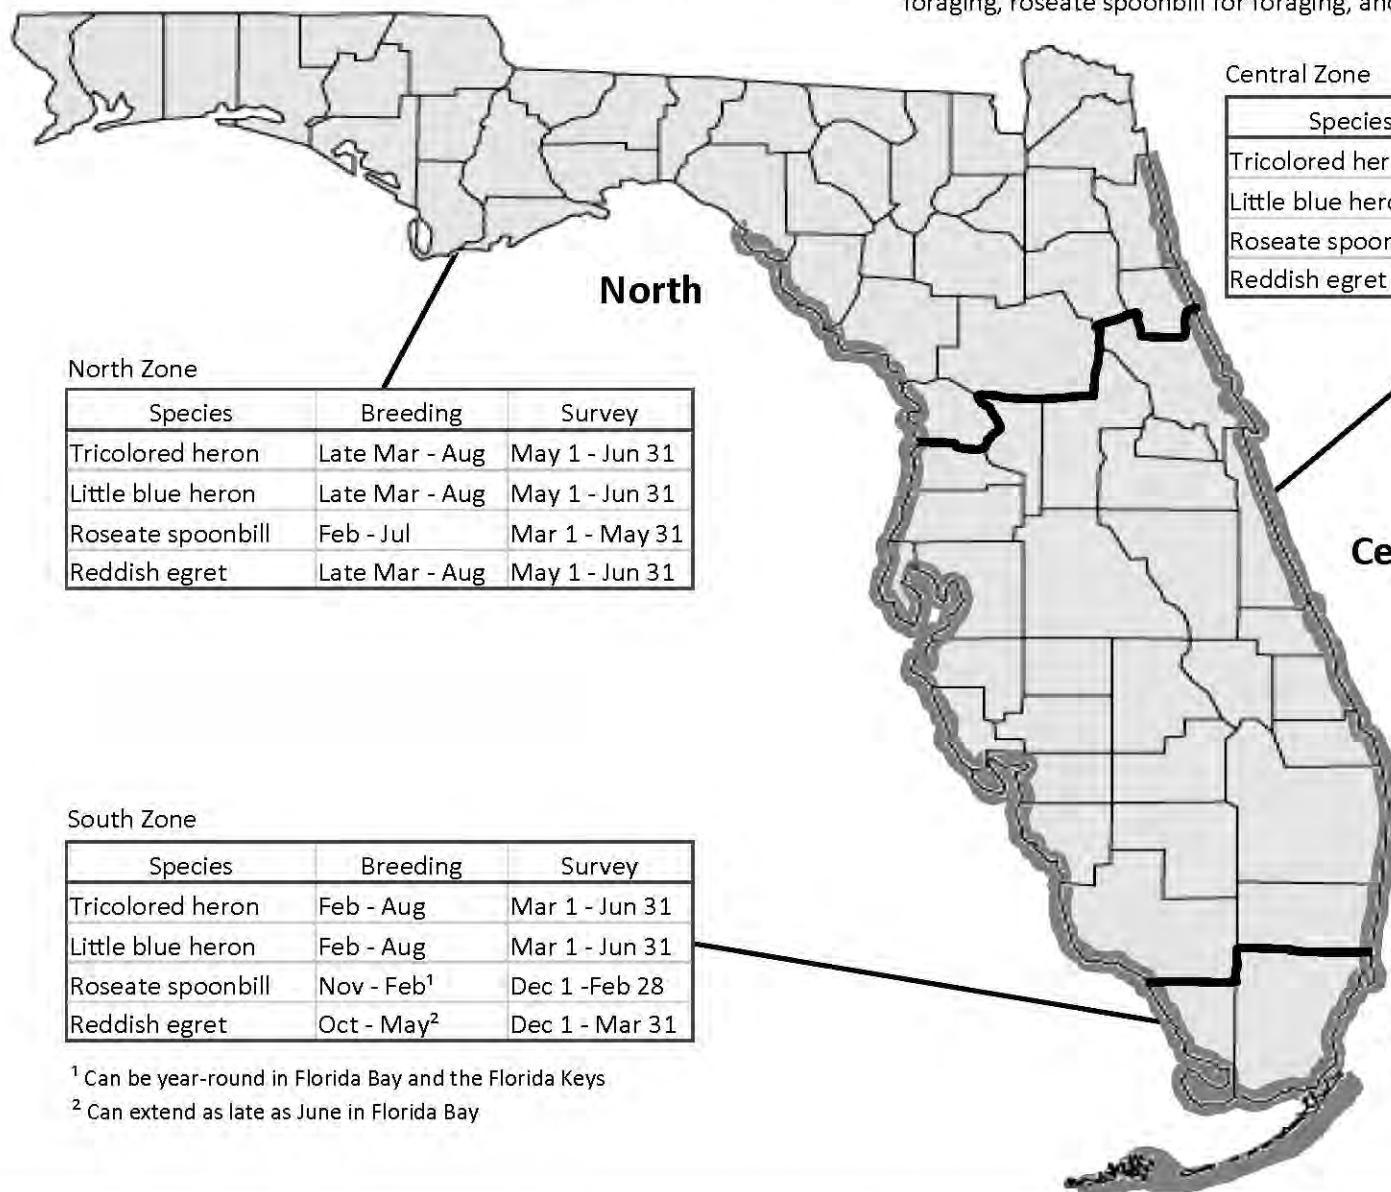 foraging, roseate spoonbill for foraging, and
Central Zone
Species
Tricolored her
Little blue hero
Roseate spoon
Reddish egret
North
North Zone
Species Breeding Survey
Tricolored heron Late Mar - Aug May 1 - Jun 31
Little blue heron Late Mar - Aug May 1 - Jun 31
Roseate spoonbill Feb - Jul Mar 1 - May 31
Reddish egret Late Mar - Aug May 1 - Jun 31
Ce
South Zone
Species Breeding Survey
Tricolored heron Feb - Aug Mar 1 - Jun 31
Little blue heron Feb - Aug Mar 1 - Jun 31
Roseate spoonbill Nov - Feb¹ Dec 1 -Feb 28
Reddish egret Oct - May² Dec 1 - Mar 31
¹ Can be year-round in Florida Bay and the Florida Keys
² Can extend as late as June in Florida Bay